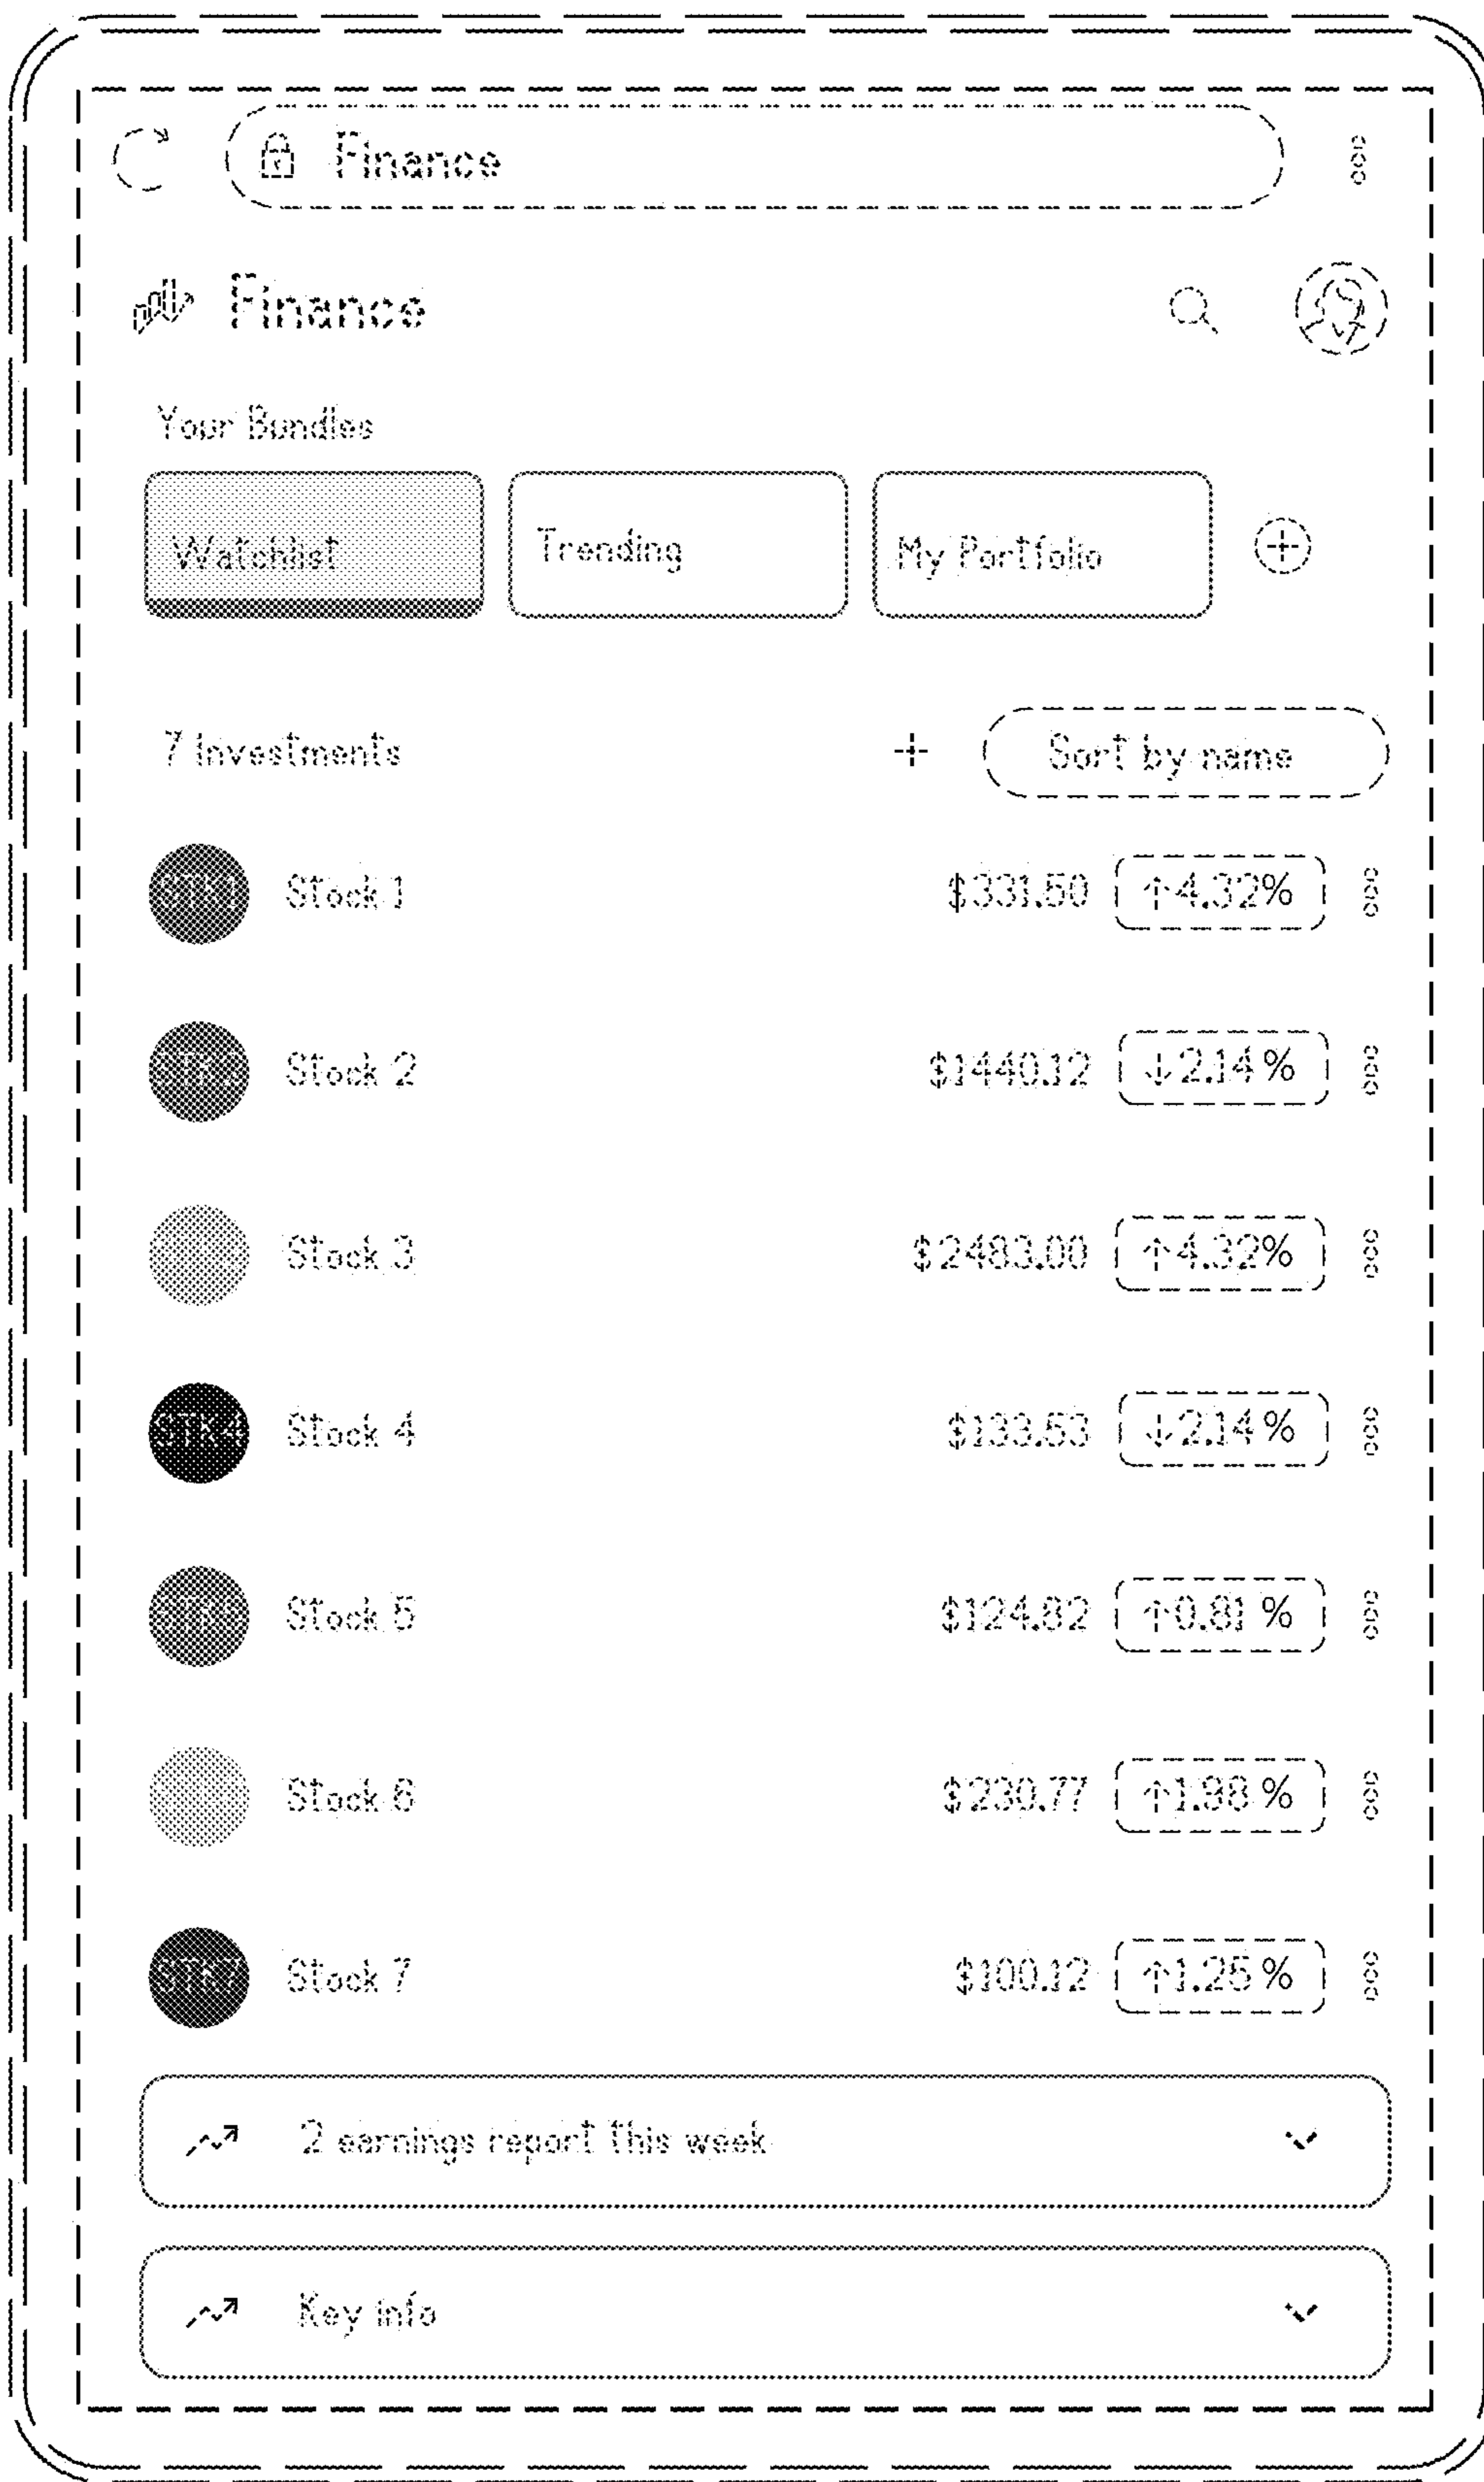 Finance
Finance
Your Bundles
Watchlist Trending My Portfolio
7 Investments + Sort by name
STK1 Stock 1 $331.50 ↑4.32%
Stock 2 $1440.12 ↓2.14%
Stock 3 $2483.00 ↑4.32%
STK4 Stock 4 $133.53 ↓2.14%
Stock 5 $124.82 ↑0.81%
Stock 6 $230.77 ↑1.98%
STK7 Stock 7 $100.12 ↑1.25%
2 earnings report this week
Key info